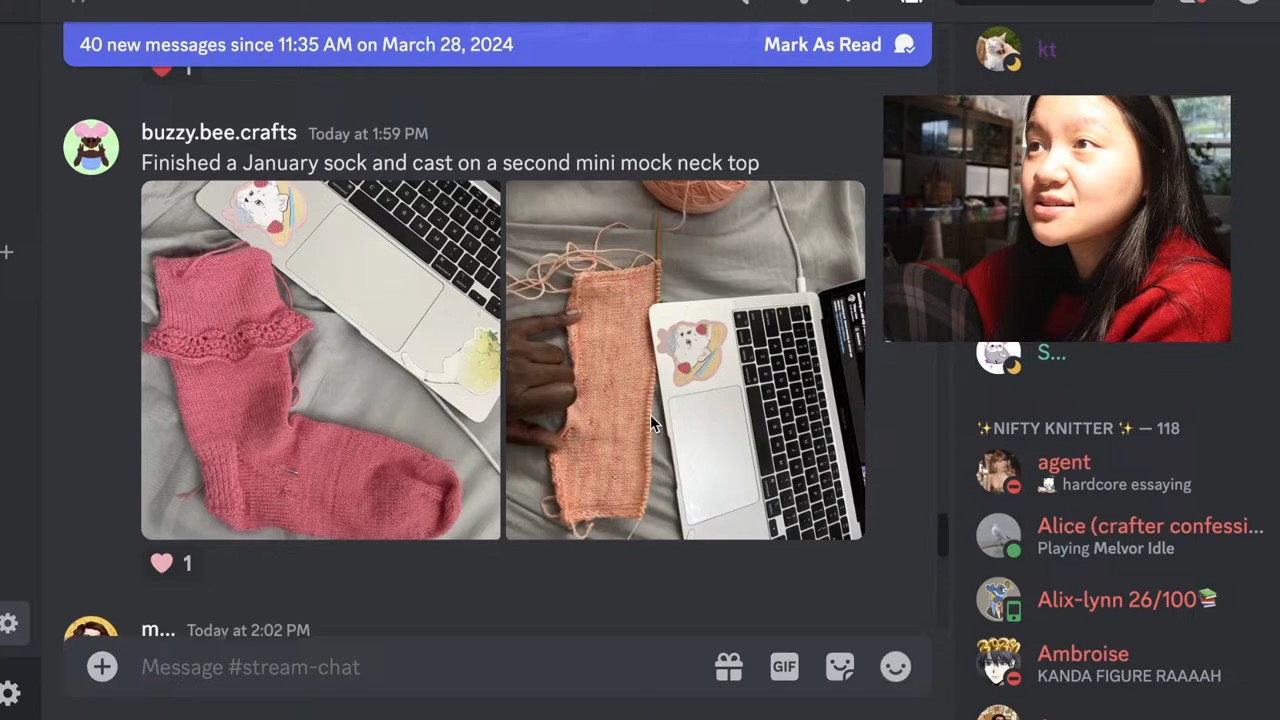 40 new messages since 11:35 AM on March 28, 2024 Mark As Read
1
buzzy.bee.crafts Today at 1:59 PM
Finished a January sock and cast on a second mini mock neck top
1
m... Today at 2:02 PM
Message #stream-chat
GIF
kt
S...
✨NIFTY KNITTER ✨ — 118
agent
hardcore essaying
Alice (crafter confessi...
Playing Melvor Idle
Alix-lynn 26/100📚
Ambroise
KANDA FIGURE RAAAAH